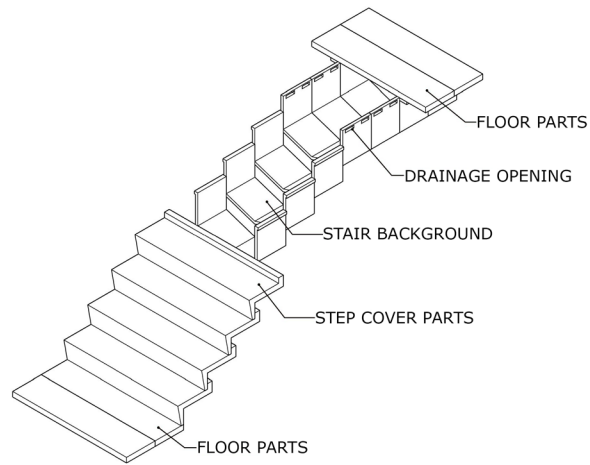 FLOOR PARTS
DRAINAGE OPENING
STAIR BACKGROUND
STEP COVER PARTS
FLOOR PARTS